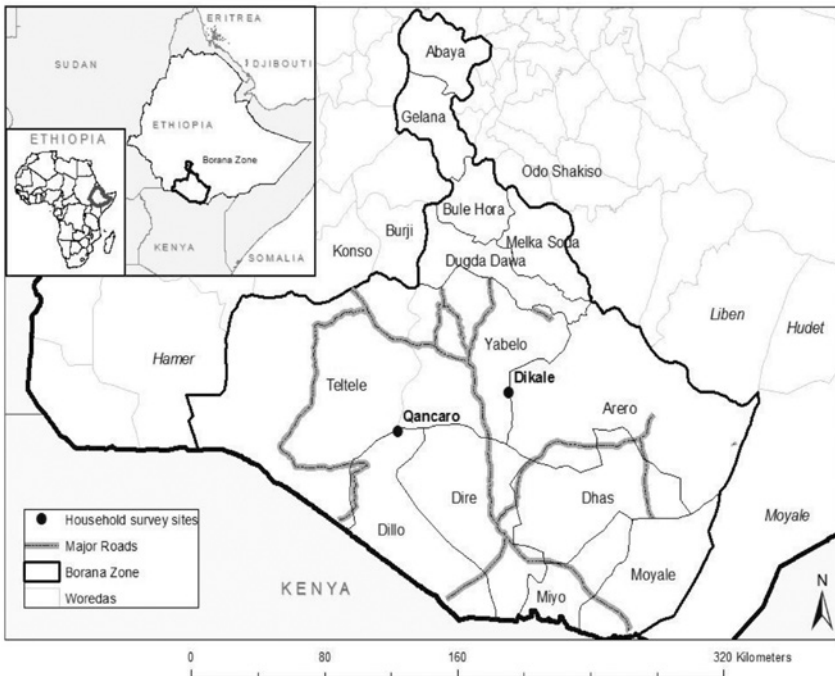 ERITREA
SUDAN
DJIBOUTI
ETHIOPIA
Borana Zone
ETHIOPIA
KENYA
SOMALIA
Abaya
Gelana
Odo Shakiso
Bule Hora
Burji
Melka Soda
Konso
Dugda Dawa
Liben
Hudet
Hamer
Yabelo
Teltele
Dikale
Arero
Qancaro
Dire
Dhas
Dillo
Moyale
Moyale
Miyo
KENYA
Household survey sites
Major Roads
Borana Zone
Woredas
N
0 80 160 320 Kilometers